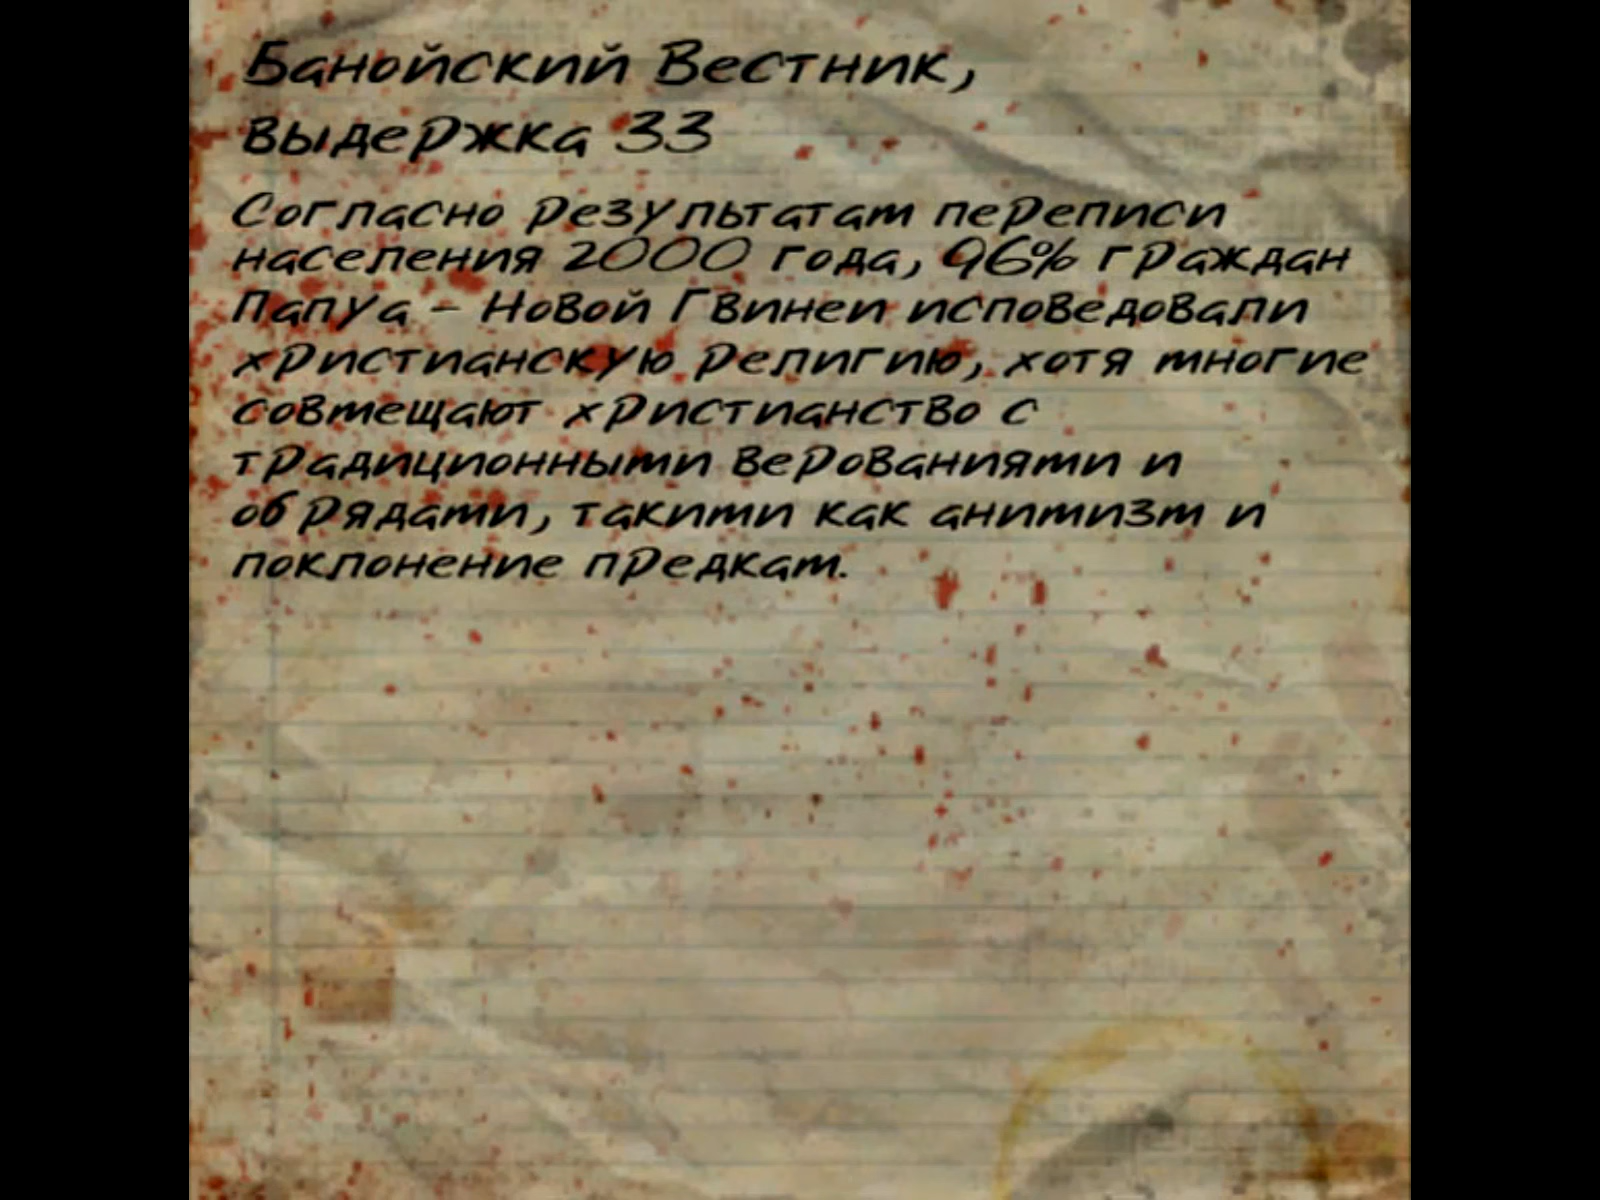 Банойский Вестник,
выдержка 33
Согласно результатам переписи
населения 2000 года, 96% граждан
Папуа - Новой Гвинеи исповедовали
христианскую религию, хотя многие
совмещают христианство с
традиционными верованиями и
обрядами, такими как анимизм и
поклонение предкам.